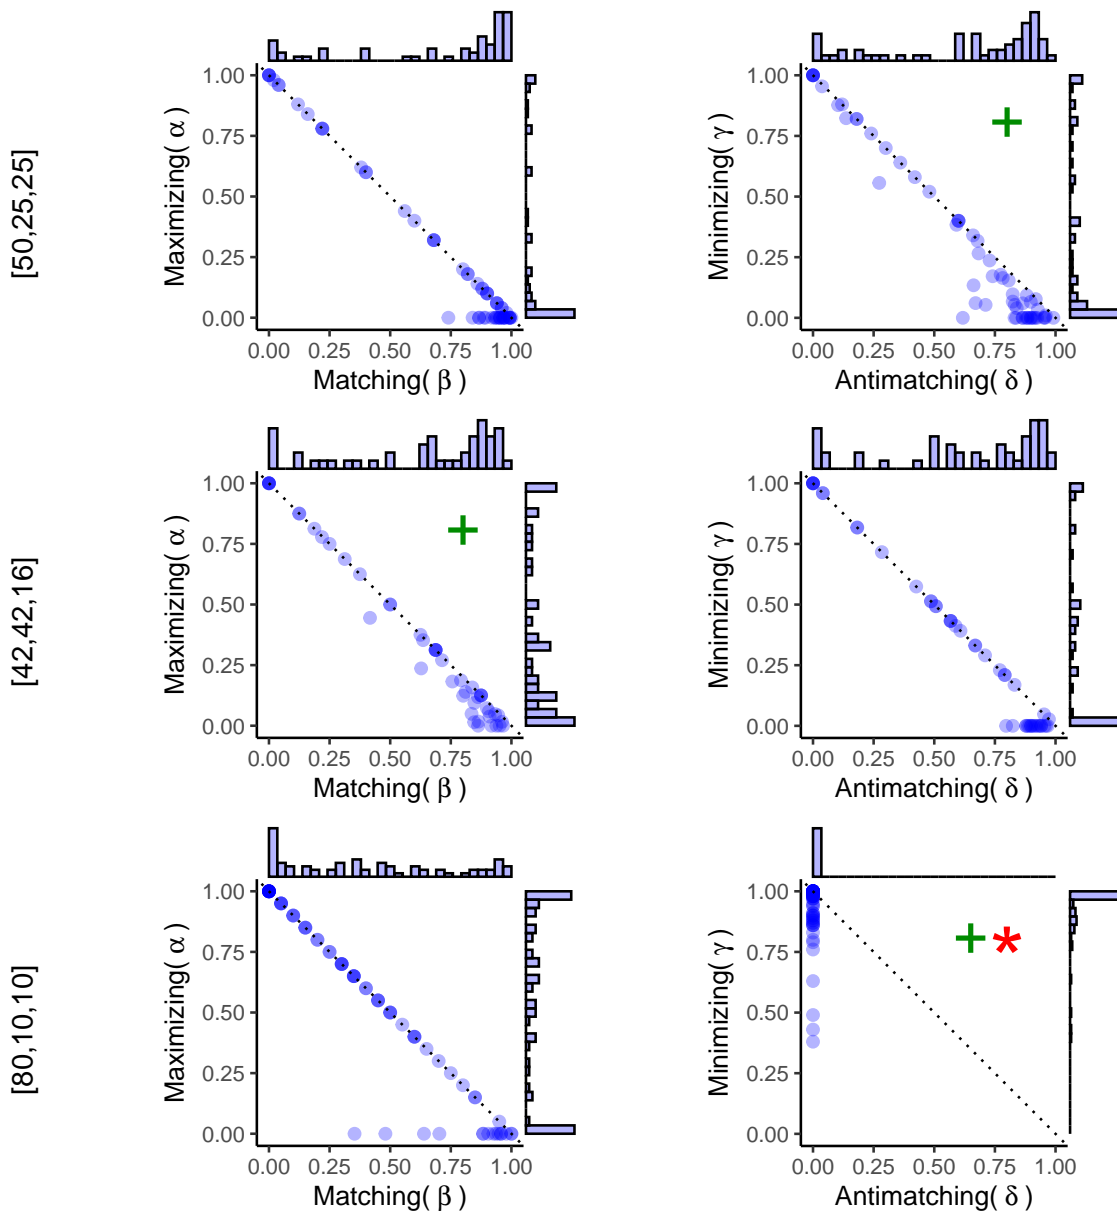 [50,25,25]
Maximizing( α )
1.00
0.75
0.50
0.25
0.00
0.00 0.25 0.50 0.75 1.00
Matching( β )
Minimizing( γ )
1.00
0.75
0.50
0.25
0.00
0.00 0.25 0.50 0.75 1.00
Antimatching( δ )
+
[42,42,16]
Maximizing( α )
1.00
0.75
0.50
0.25
0.00
0.00 0.25 0.50 0.75 1.00
Matching( β )
+
Minimizing( γ )
1.00
0.75
0.50
0.25
0.00
0.00 0.25 0.50 0.75 1.00
Antimatching( δ )
[80,10,10]
Maximizing( α )
1.00
0.75
0.50
0.25
0.00
0.00 0.25 0.50 0.75 1.00
Matching( β )
Minimizing( γ )
1.00
0.75
0.50
0.25
0.00
0.00 0.25 0.50 0.75 1.00
Antimatching( δ )
+ *